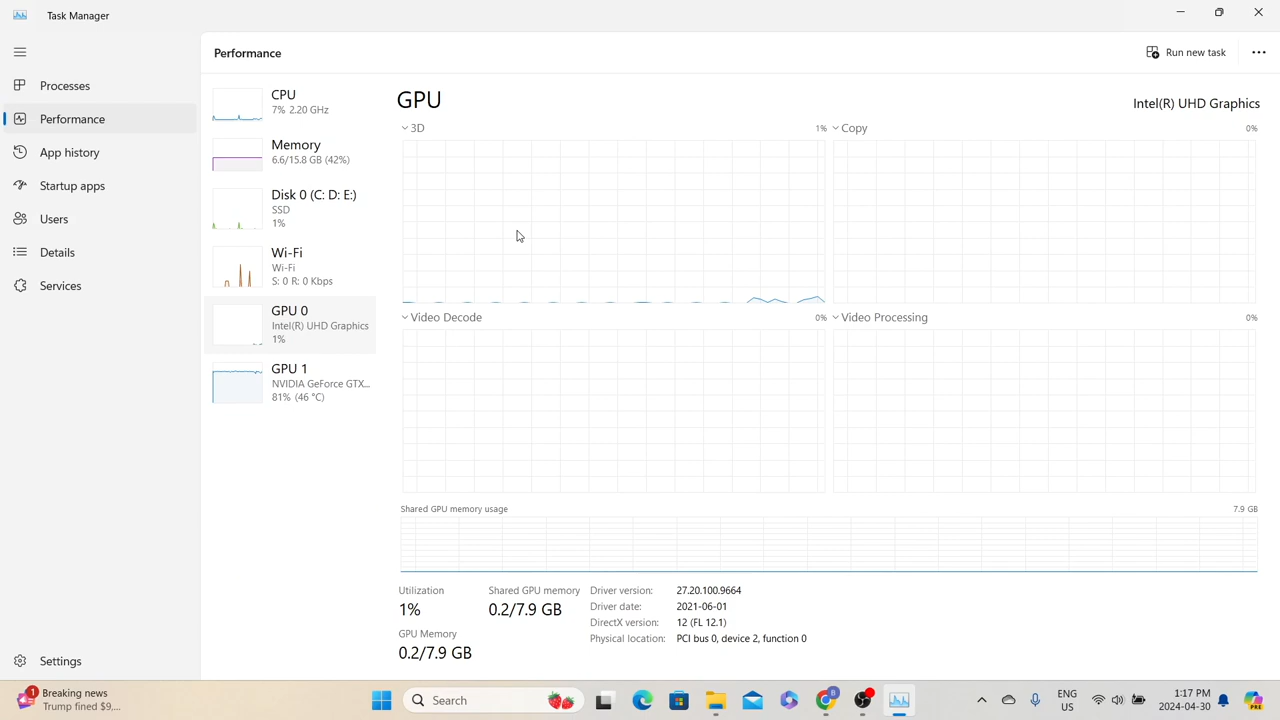 Task Manager
Performance
Run new task
Processes
Performance
App history
Startup apps
Users
Details
Services
Settings
CPU
7% 2.20 GHz
Memory
6.6/15.8 GB (42%)
Disk 0 (C: D: E:)
SSD
1%
Wi-Fi
Wi-Fi
S: 0 R: 0 Kbps
GPU 0
Intel(R) UHD Graphics
1%
GPU 1
NVIDIA GeForce GTX...
81% (46 °C)
GPU
Intel(R) UHD Graphics
3D 1%
Copy 0%
Video Decode 0%
Video Processing 0%
Shared GPU memory usage 7.9 GB
Utilization
1%
Shared GPU memory
0.2/7.9 GB
GPU Memory
0.2/7.9 GB
Driver version: 27.20.100.9664
Driver date: 2021-06-01
DirectX version: 12 (FL 12.1)
Physical location: PCI bus 0, device 2, function 0
1
Breaking news
Trump fined $9,...
Search
B
ENG
US
1:17 PM
2024-04-30
PRE